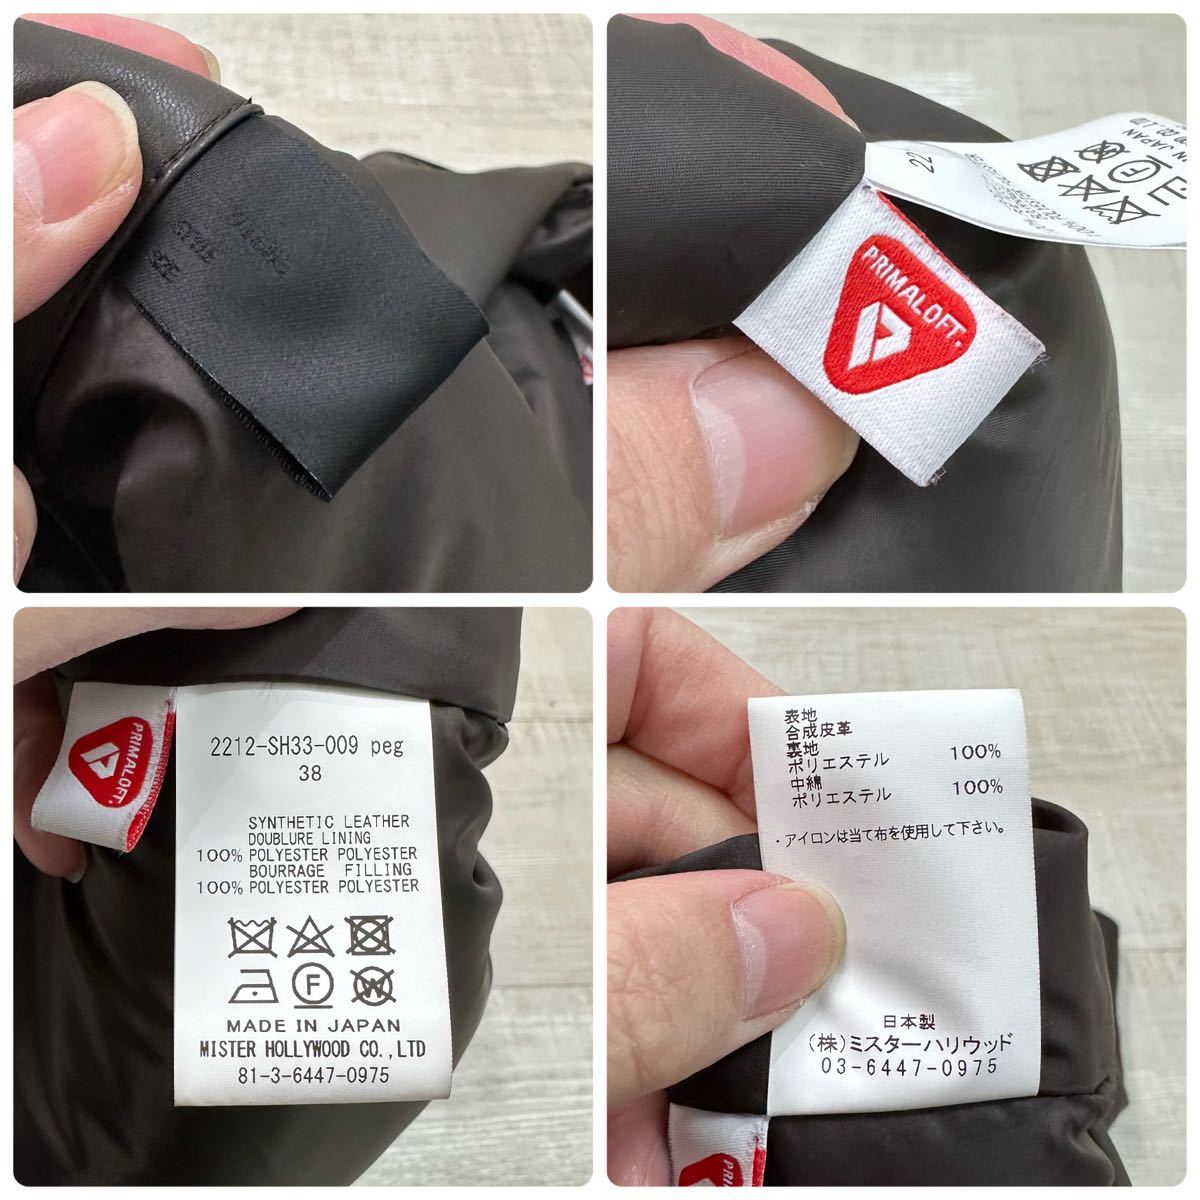 PRIMALOFT.
PRIMALOFT.
2212-SH33-009 peg
38
SYNTHETIC LEATHER
DOUBLURE LINING
100% POLYESTER POLYESTER
BOURRAGE FILLING
100% POLYESTER POLYESTER
F
W
MADE IN JAPAN
MISTER HOLLYWOOD CO.,LTD
81-3-6447-0975
表地
合成皮革
裏地
ポリエステル 100%
中綿
ポリエステル 100%
・アイロンは当て布を使用して下さい。
日本製
(株)ミスターハリウッド
03-6447-0975
PRI